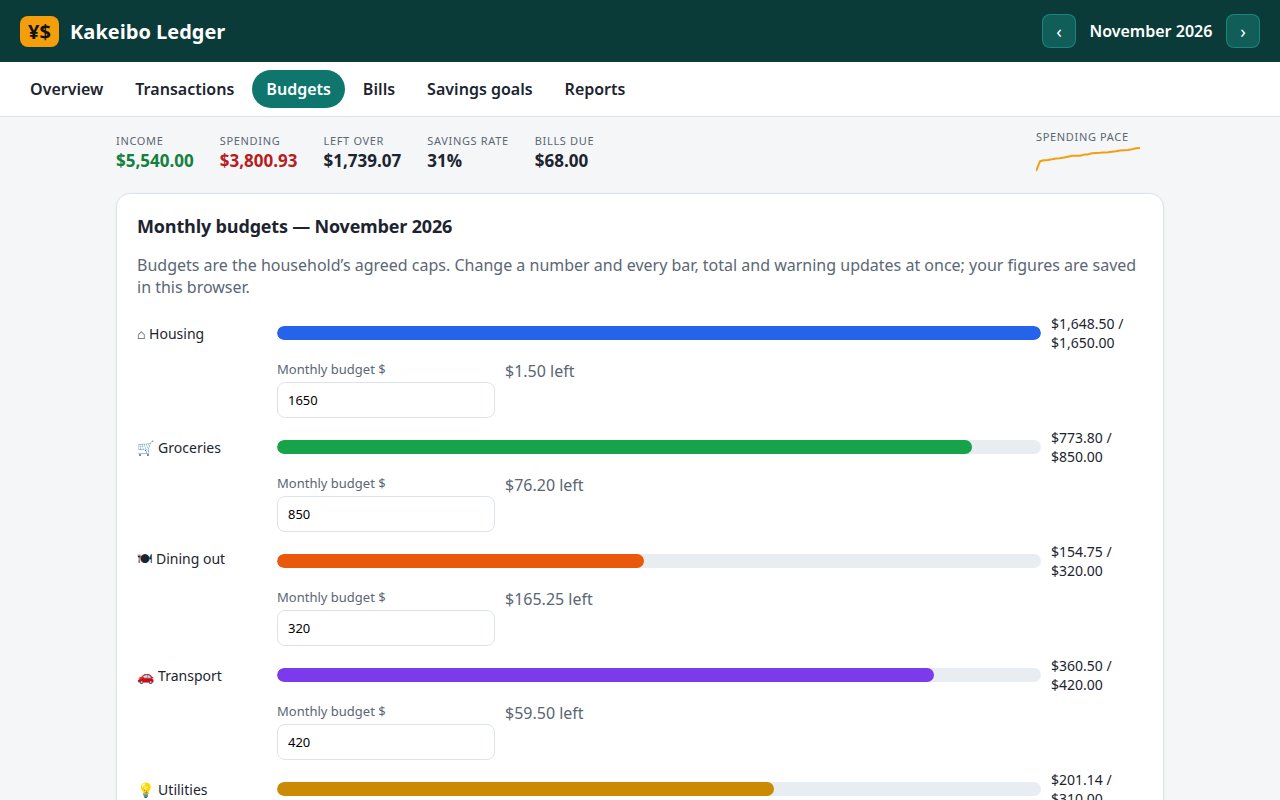 ¥$ Kakeibo Ledger
‹ November 2026 ›
Overview Transactions Budgets Bills Savings goals Reports
INCOME SPENDING LEFT OVER SAVINGS RATE BILLS DUE SPENDING PACE
$5,540.00 $3,800.93 $1,739.07 31% $68.00
Monthly budgets — November 2026
Budgets are the household’s agreed caps. Change a number and every bar, total and warning updates at once; your figures are saved
in this browser.
Housing $1,648.50 /
$1,650.00
Monthly budget $ $1.50 left
1650
Groceries $773.80 /
$850.00
Monthly budget $ $76.20 left
850
Dining out $154.75 /
$320.00
Monthly budget $ $165.25 left
320
Transport $360.50 /
$420.00
Monthly budget $ $59.50 left
420
Utilities $201.14 /
$310.00